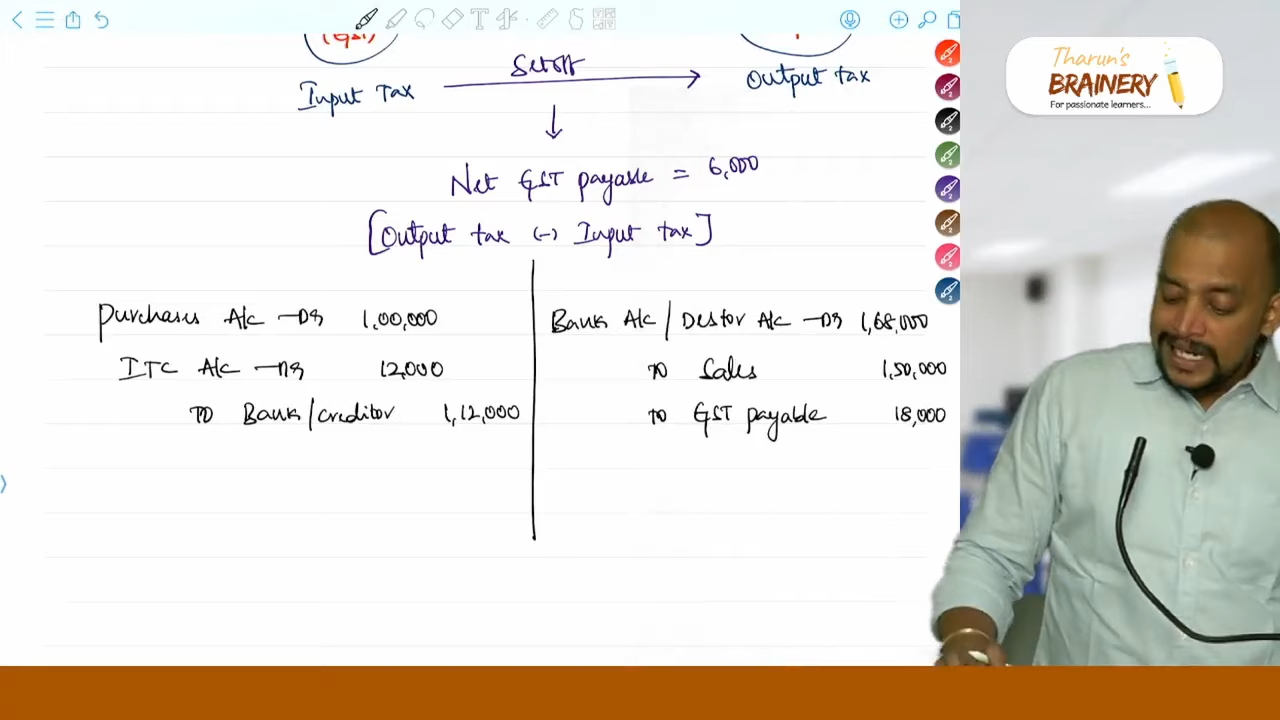 (GST)
Setoff
Input Tax
Output tax
Net GST payable = 6,000
[Output tax (-) Input tax]
Purchases A/c —Dr 1,00,000
ITC A/c —Dr 12,000
To Bank/creditor 1,12,000
Bank A/c / Debtor A/c —Dr 1,68,000
To Sales 1,50,000
To GST payable 18,000
Tharun's
BRAINERY
For passionate learners...